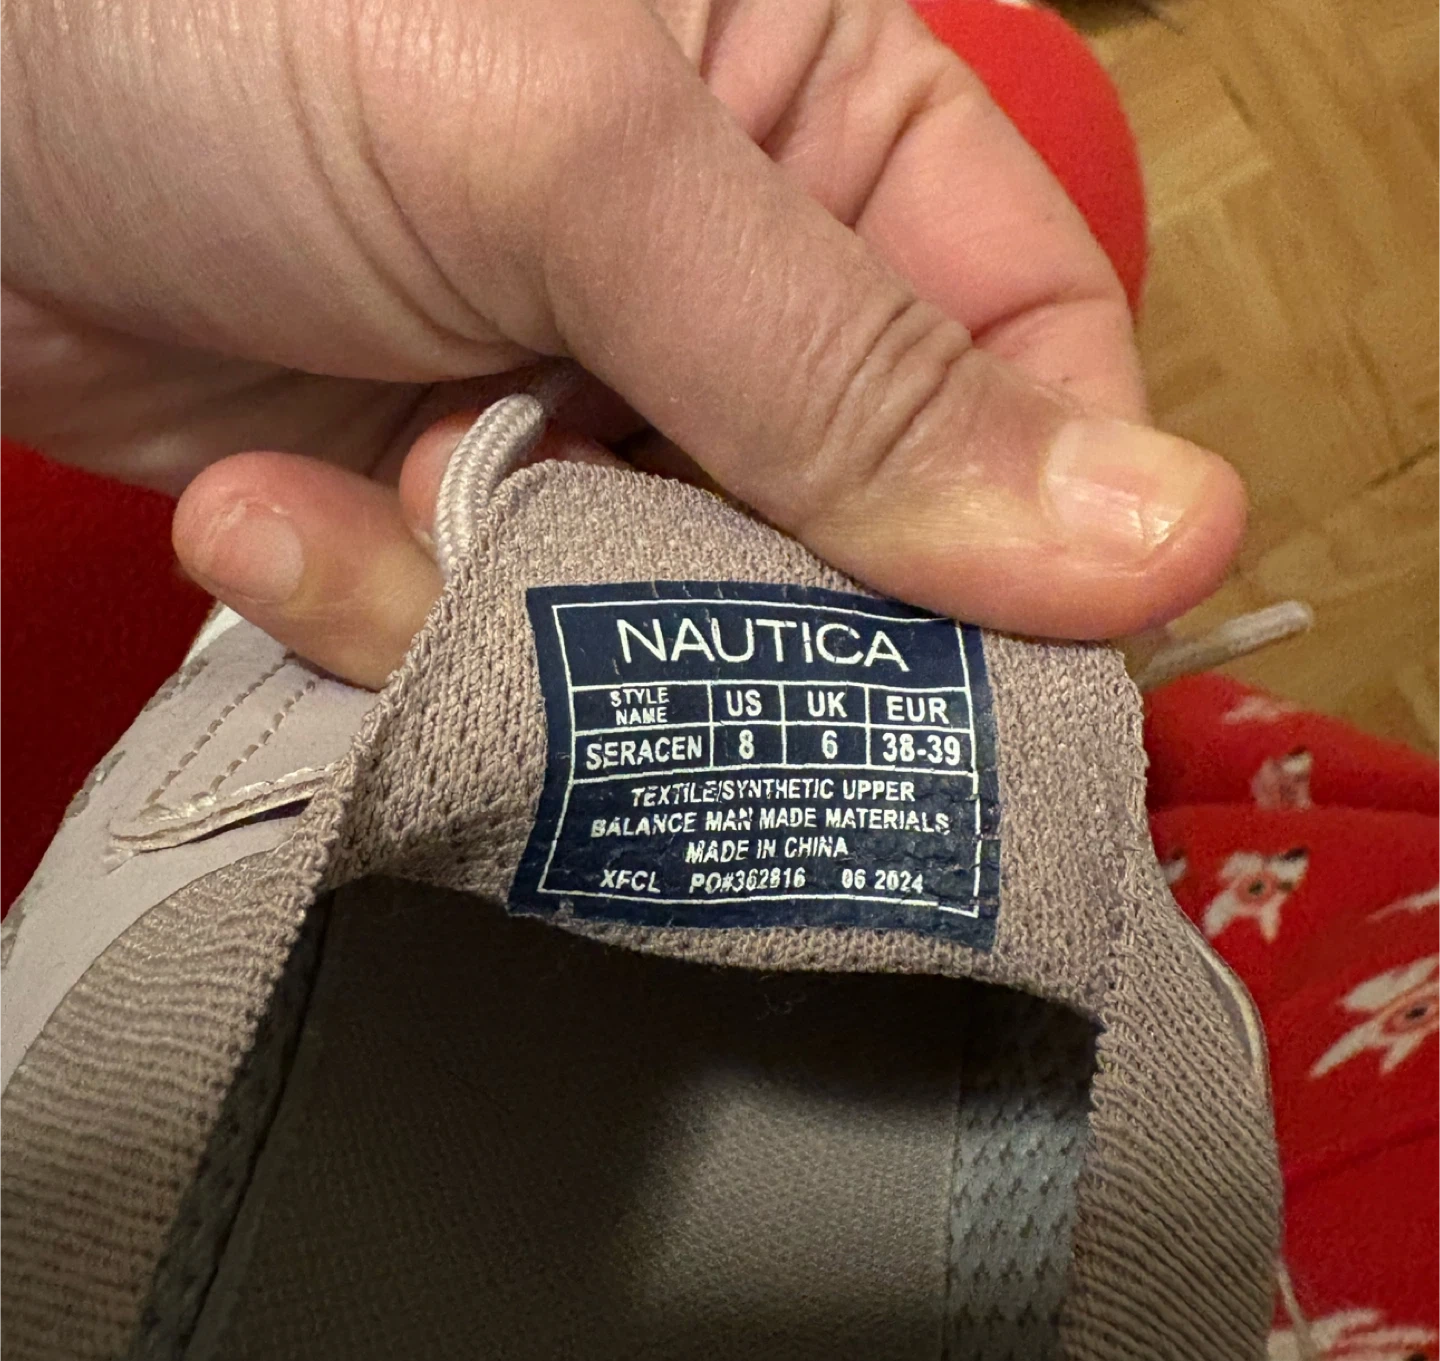 NAUTICA
STYLE NAME US UK EUR
SERACEN 8 6 38-39
TEXTILE/SYNTHETIC UPPER
BALANCE MAN MADE MATERIALS
MADE IN CHINA
XFCL PO#362816 06 2024